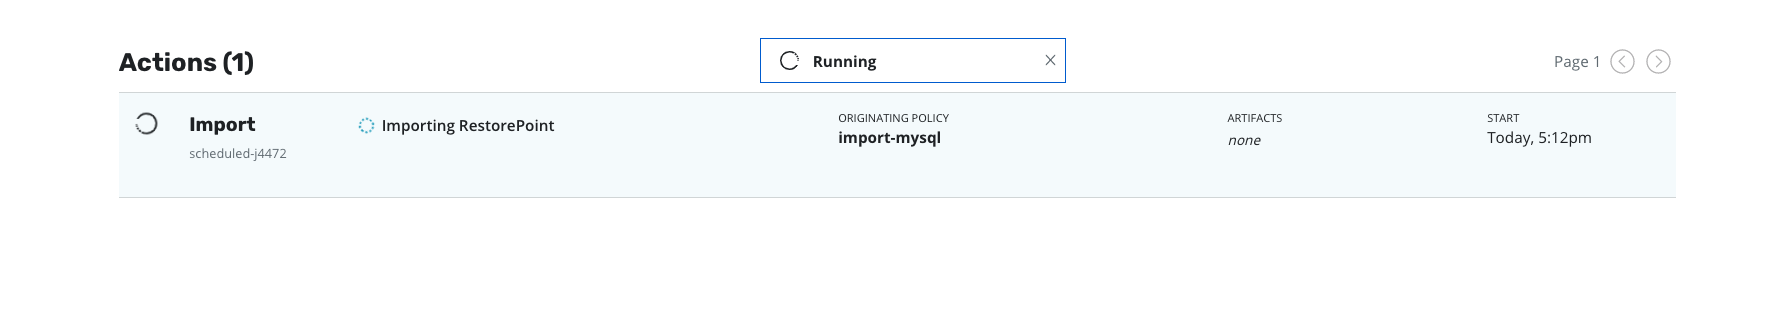 Actions (1)
Running
Page 1
Import
Importing RestorePoint
ORIGINATING POLICY
ARTIFACTS
START
import-mysql
none
Today, 5:12pm
scheduled-j4472